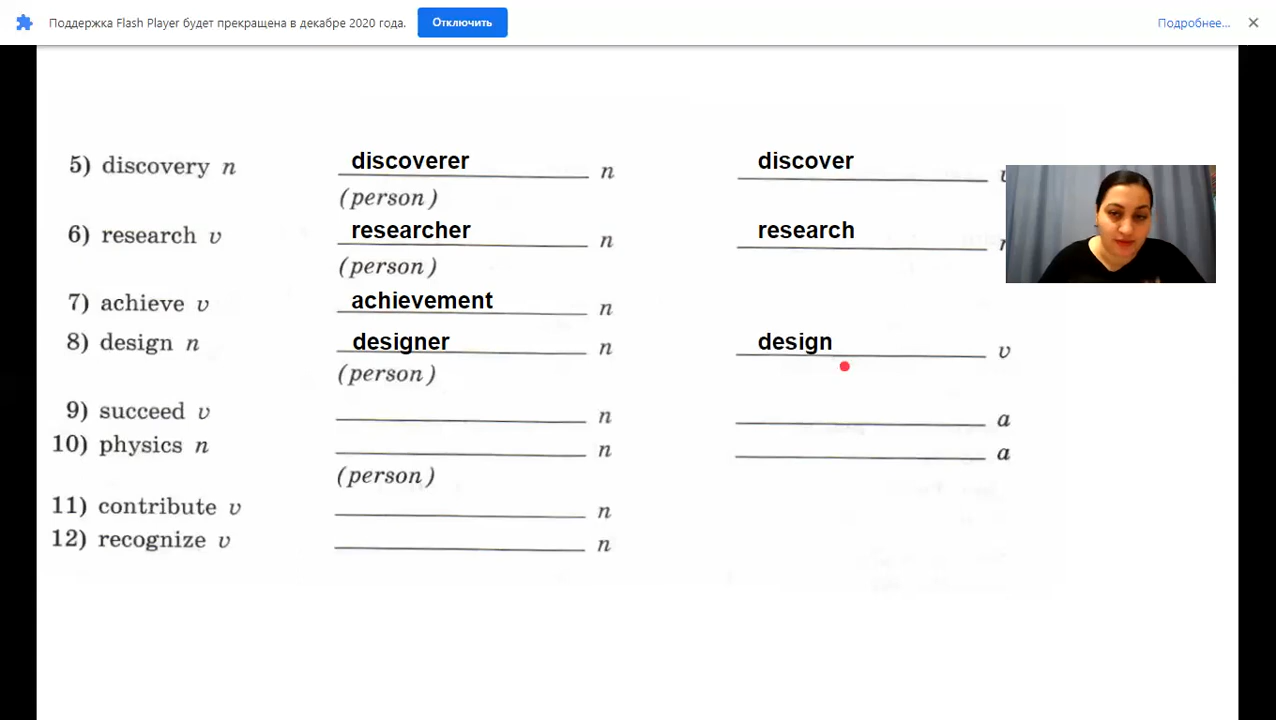 Поддержка Flash Player будет прекращена в декабре 2020 года. Отключить Подробнее...
5) discovery n discoverer n discover
(person)
6) research v researcher n research
(person)
7) achieve v achievement n
8) design n designer n design v
(person)
9) succeed v n a
10) physics n n a
(person)
11) contribute v n
12) recognize v n